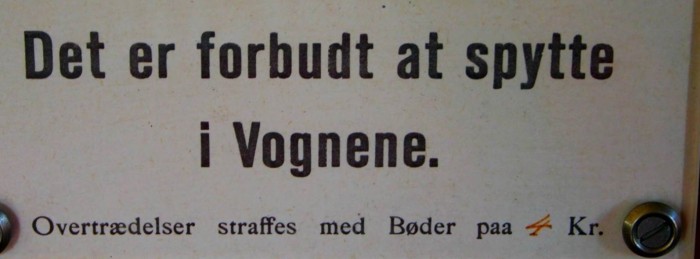 Det er forbudt at spytte
i Vognene.
Overtrædelser straffes med Bøder paa 4 Kr.